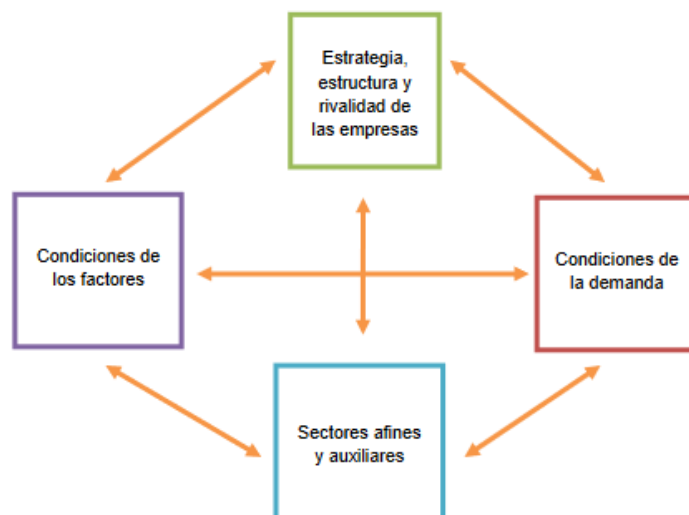 Estrategia,
estructura y
rivalidad de
las empresas
Condiciones de
los factores
Condiciones de
la demanda
Sectores afines
y auxiliares